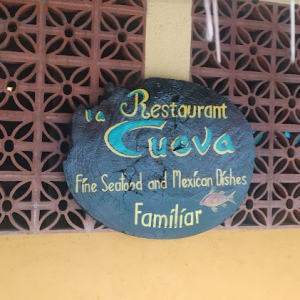 La Restaurant
Cueva
Fine Seafood and Mexican Dishes
Familiar